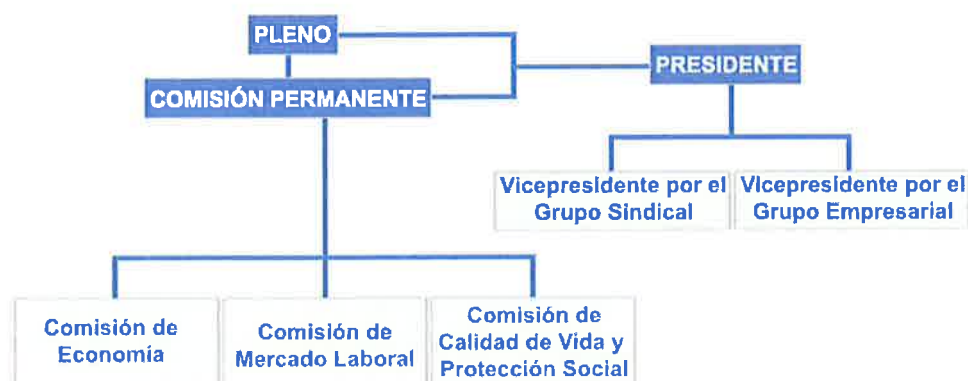 PLENO
PRESIDENTE
COMISIÓN PERMANENTE
Vicepresidente por el
Grupo Sindical
Vicepresidente por el
Grupo Empresarial
Comisión de
Economía
Comisión de
Mercado Laboral
Comisión de
Calidad de Vida y
Protección Social